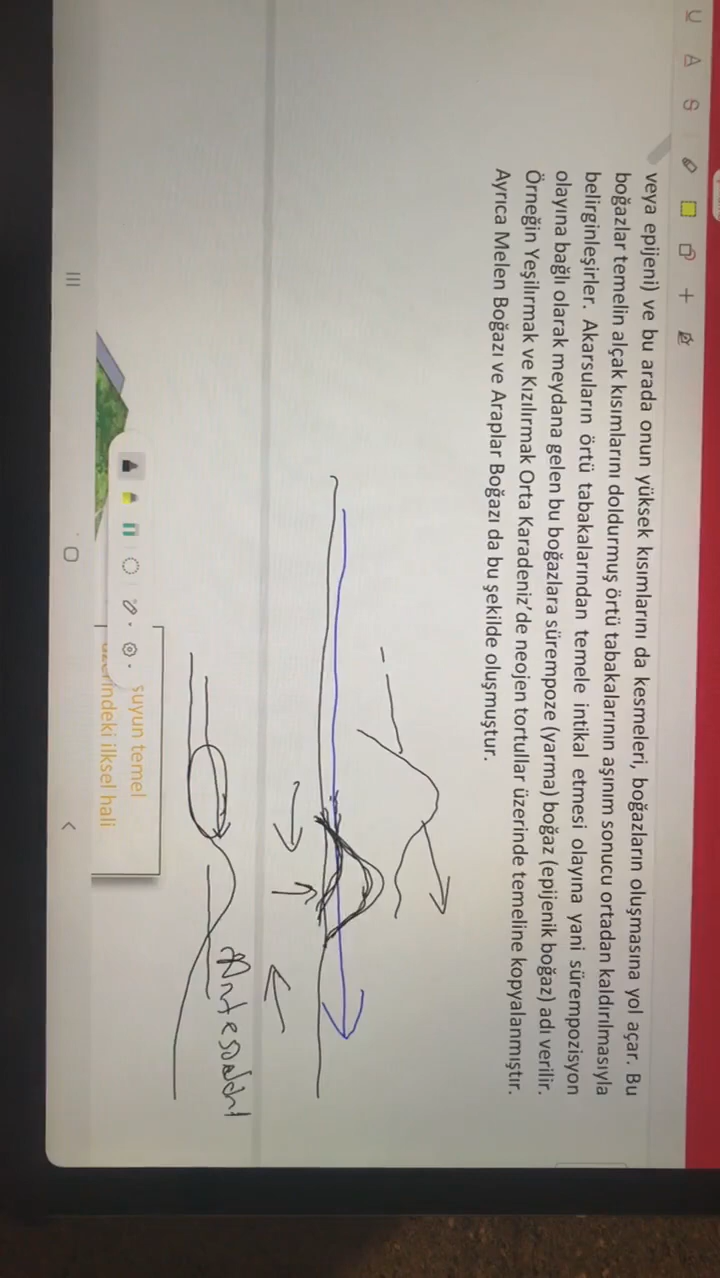 veya epijeni) ve bu arada onun yüksek kısımlarını da kesmeleri, boğazların oluşmasına yol açar. Bu
boğazlar temelin alçak kısımlarını doldurmuş örtü tabakalarının aşınım sonucu ortadan kaldırılmasıyla
belirginleşirler. Akarsuların örtü tabakalarından temele intikal etmesi olayına yani sürempozisyon
olayına bağlı olarak meydana gelen bu boğazlara sürempoze (yarma) boğaz (epijenik boğaz) adı verilir.
Örneğin Yeşilırmak ve Kızılırmak Orta Karadeniz'de neojen tortullar üzerinde temeline kopyalanmıştır.
Ayrıca Melen Boğazı ve Araplar Boğazı da bu şekilde oluşmuştur.
suyun temel
üzerindeki ilksel hali